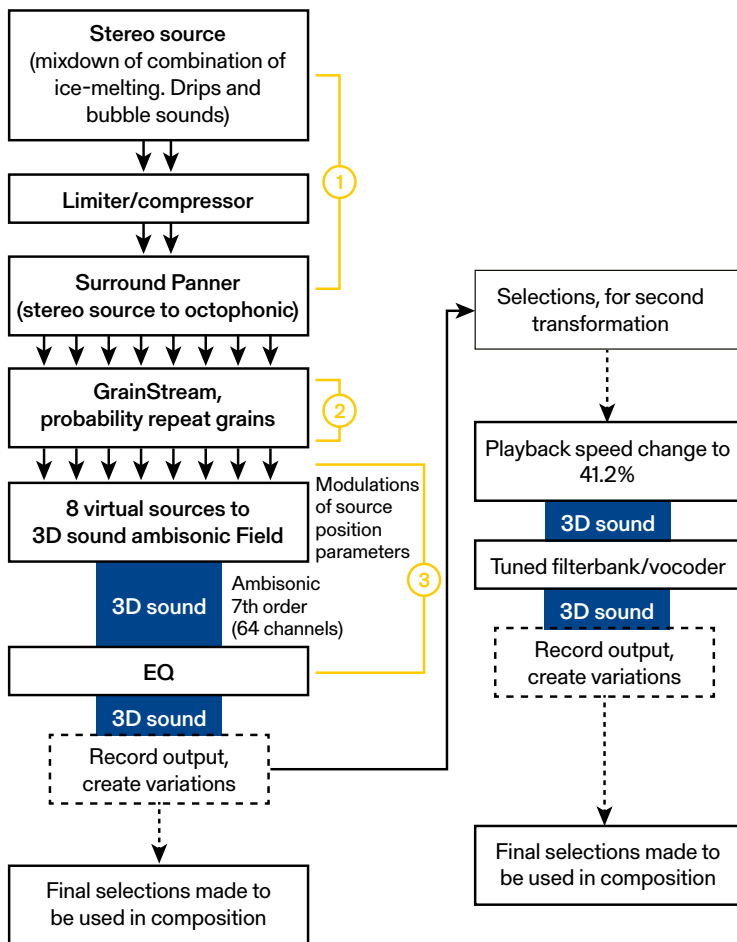 Stereo source
(mixdown of combination of
ice-melting. Drips and
bubble sounds)
1
Limiter/compressor
Surround Panner
(stereo source to octophonic)
GrainStream,
probability repeat grains
2
8 virtual sources to
3D sound ambisonic Field
Modulations
of source
position
parameters
3
3D sound
Ambisonic
7th order
(64 channels)
EQ
3D sound
Record output,
create variations
Final selections made to
be used in composition
Selections, for second
transformation
Playback speed change to
41.2%
3D sound
Tuned filterbank/vocoder
3D sound
Record output,
create variations
Final selections made to
be used in composition